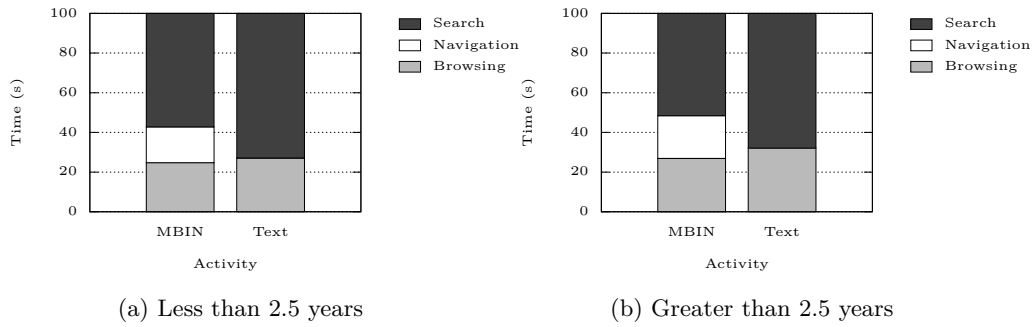 100
80
60
40
20
0
Time (s)
MBIN
Text
Activity
Search
Navigation
Browsing
(a) Less than 2.5 years
100
80
60
40
20
0
Time (s)
MBIN
Text
Activity
Search
Navigation
Browsing
(b) Greater than 2.5 years